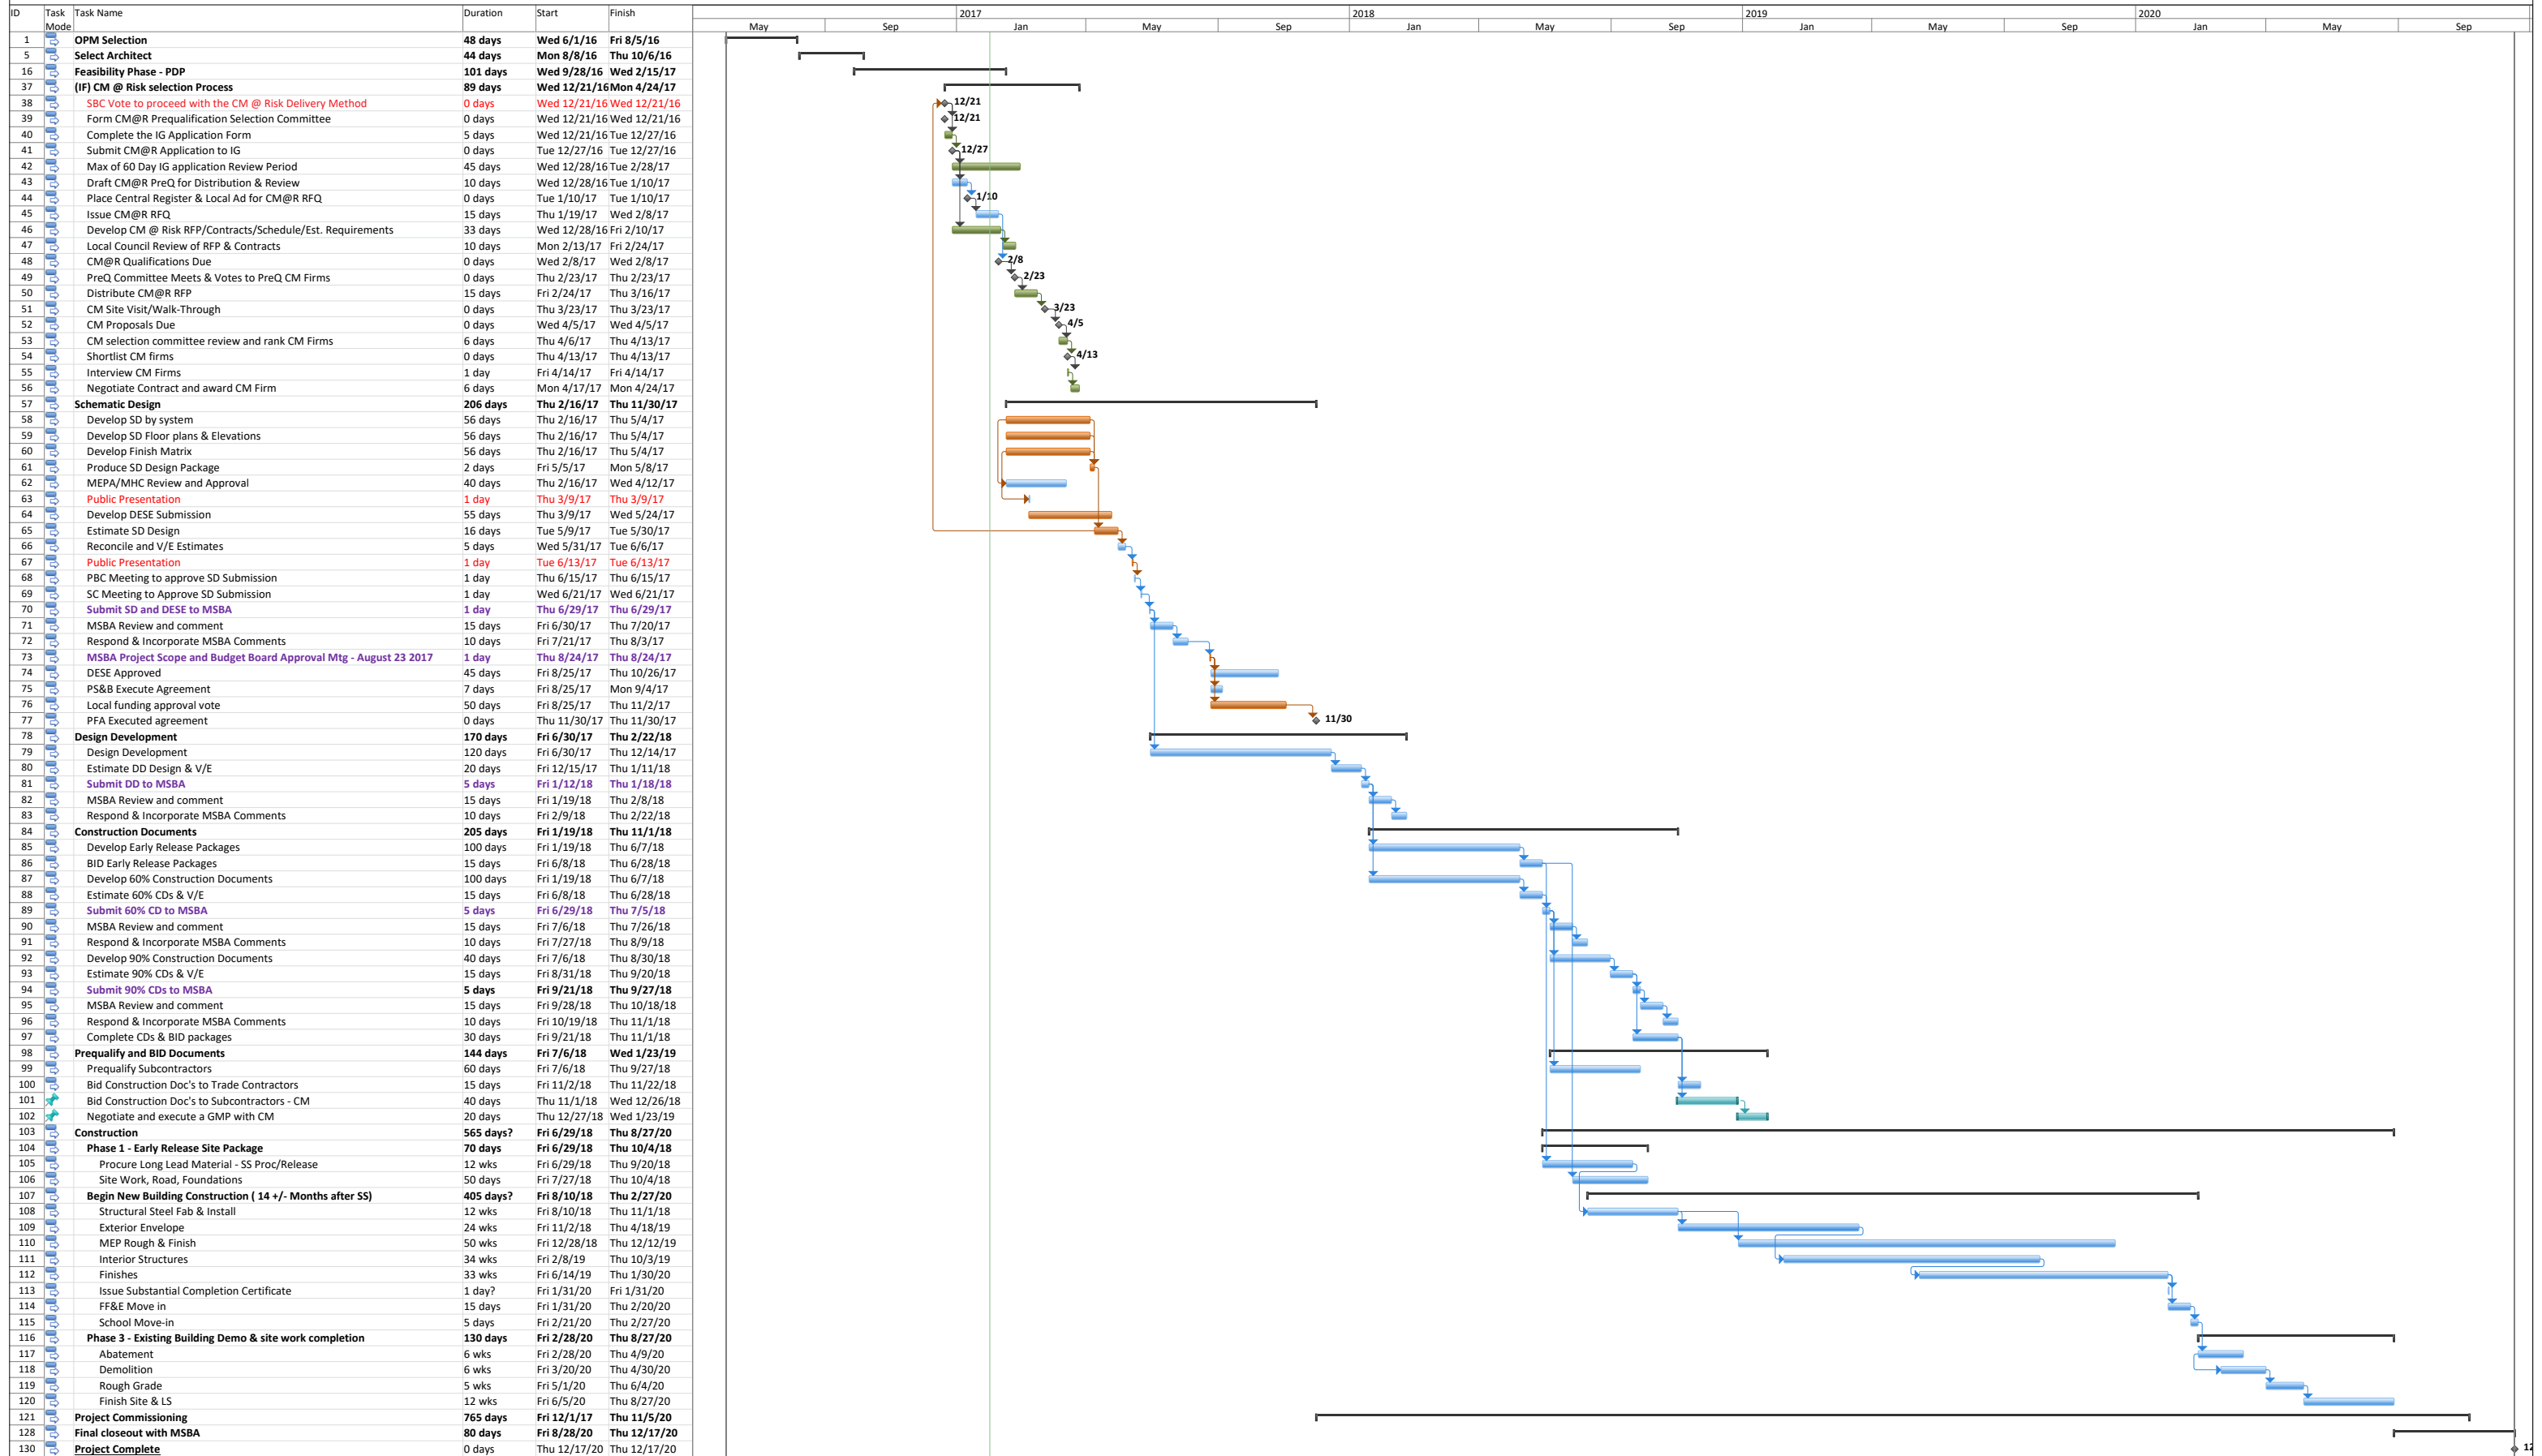 ID Task Mode Task Name Duration Start Finish
2017 2018 2019 2020
May Sep Jan May Sep Jan May Sep Jan May Sep Jan May Sep
1 OPM Selection 48 days Wed 6/1/16 Fri 8/5/16
5 Select Architect 44 days Mon 8/8/16 Thu 10/6/16
16 Feasibility Phase - PDP 101 days Wed 9/28/16 Wed 2/15/17
37 (IF) CM @ Risk selection Process 89 days Wed 12/21/16 Mon 4/24/17
38 SBC Vote to proceed with the CM @ Risk Delivery Method 0 days Wed 12/21/16 Wed 12/21/16 12/21
39 Form CM@R Prequalification Selection Committee 0 days Wed 12/21/16 Wed 12/21/16 12/21
40 Complete the IG Application Form 5 days Wed 12/21/16 Tue 12/27/16
41 Submit CM@R Application to IG 0 days Tue 12/27/16 Tue 12/27/16 12/27
42 Max of 60 Day IG application Review Period 45 days Wed 12/28/16 Tue 2/28/17
43 Draft CM@R PreQ for Distribution & Review 10 days Wed 12/28/16 Tue 1/10/17
44 Place Central Register & Local Ad for CM@R RFQ 0 days Tue 1/10/17 Tue 1/10/17 1/10
45 Issue CM@R RFQ 15 days Thu 1/19/17 Wed 2/8/17
46 Develop CM @ Risk RFP/Contracts/Schedule/Est. Requirements 33 days Wed 12/28/16 Fri 2/10/17
47 Local Council Review of RFP & Contracts 10 days Mon 2/13/17 Fri 2/24/17
48 CM@R Qualifications Due 0 days Wed 2/8/17 Wed 2/8/17 2/8
49 PreQ Committee Meets & Votes to PreQ CM Firms 0 days Thu 2/23/17 Thu 2/23/17 2/23
50 Distribute CM@R RFP 15 days Fri 2/24/17 Thu 3/16/17
51 CM Site Visit/Walk-Through 0 days Thu 3/23/17 Thu 3/23/17 3/23
52 CM Proposals Due 0 days Wed 4/5/17 Wed 4/5/17 4/5
53 CM selection committee review and rank CM Firms 6 days Thu 4/6/17 Thu 4/13/17
54 Shortlist CM firms 0 days Thu 4/13/17 Thu 4/13/17 4/13
55 Interview CM Firms 1 day Fri 4/14/17 Fri 4/14/17
56 Negotiate Contract and award CM Firm 6 days Mon 4/17/17 Mon 4/24/17
57 Schematic Design 206 days Thu 2/16/17 Thu 11/30/17
58 Develop SD by system 56 days Thu 2/16/17 Thu 5/4/17
59 Develop SD Floor plans & Elevations 56 days Thu 2/16/17 Thu 5/4/17
60 Develop Finish Matrix 56 days Thu 2/16/17 Thu 5/4/17
61 Produce SD Design Package 2 days Fri 5/5/17 Mon 5/8/17
62 MEPA/MHC Review and Approval 40 days Thu 2/16/17 Wed 4/12/17
63 Public Presentation 1 day Thu 3/9/17 Thu 3/9/17
64 Develop DESE Submission 55 days Thu 3/9/17 Wed 5/24/17
65 Estimate SD Design 16 days Tue 5/9/17 Tue 5/30/17
66 Reconcile and V/E Estimates 5 days Wed 5/31/17 Tue 6/6/17
67 Public Presentation 1 day Tue 6/13/17 Tue 6/13/17
68 PBC Meeting to approve SD Submission 1 day Thu 6/15/17 Thu 6/15/17
69 SC Meeting to Approve SD Submission 1 day Wed 6/21/17 Wed 6/21/17
70 Submit SD and DESE to MSBA 1 day Thu 6/29/17 Thu 6/29/17
71 MSBA Review and comment 15 days Fri 6/30/17 Thu 7/20/17
72 Respond & Incorporate MSBA Comments 10 days Fri 7/21/17 Thu 8/3/17
73 MSBA Project Scope and Budget Board Approval Mtg - August 23 2017 1 day Thu 8/24/17 Thu 8/24/17
74 DESE Approved 45 days Fri 8/25/17 Thu 10/26/17
75 PS&B Execute Agreement 7 days Fri 8/25/17 Mon 9/4/17
76 Local funding approval vote 50 days Fri 8/25/17 Thu 11/2/17
77 PFA Executed agreement 0 days Thu 11/30/17 Thu 11/30/17 11/30
78 Design Development 170 days Fri 6/30/17 Thu 2/22/18
79 Design Development 120 days Fri 6/30/17 Thu 12/14/17
80 Estimate DD Design & V/E 20 days Fri 12/15/17 Thu 1/11/18
81 Submit DD to MSBA 5 days Fri 1/12/18 Thu 1/18/18
82 MSBA Review and comment 15 days Fri 1/19/18 Thu 2/8/18
83 Respond & Incorporate MSBA Comments 10 days Fri 2/9/18 Thu 2/22/18
84 Construction Documents 205 days Fri 1/19/18 Thu 11/1/18
85 Develop Early Release Packages 100 days Fri 1/19/18 Thu 6/7/18
86 BID Early Release Packages 15 days Fri 6/8/18 Thu 6/28/18
87 Develop 60% Construction Documents 100 days Fri 1/19/18 Thu 6/7/18
88 Estimate 60% CDs & V/E 15 days Fri 6/8/18 Thu 6/28/18
89 Submit 60% CD to MSBA 5 days Fri 6/29/18 Thu 7/5/18
90 MSBA Review and comment 15 days Fri 7/6/18 Thu 7/26/18
91 Respond & Incorporate MSBA Comments 10 days Fri 7/27/18 Thu 8/9/18
92 Develop 90% Construction Documents 40 days Fri 7/6/18 Thu 8/30/18
93 Estimate 90% CDs & V/E 15 days Fri 8/31/18 Thu 9/20/18
94 Submit 90% CDs to MSBA 5 days Fri 9/21/18 Thu 9/27/18
95 MSBA Review and comment 15 days Fri 9/28/18 Thu 10/18/18
96 Respond & Incorporate MSBA Comments 10 days Fri 10/19/18 Thu 11/1/18
97 Complete CDs & BID packages 30 days Fri 9/21/18 Thu 11/1/18
98 Prequalify and BID Documents 144 days Fri 7/6/18 Wed 1/23/19
99 Prequalify Subcontractors 60 days Fri 7/6/18 Thu 9/27/18
100 Bid Construction Doc's to Trade Contractors 15 days Fri 11/2/18 Thu 11/22/18
101 Bid Construction Doc's to Subcontractors - CM 40 days Thu 11/1/18 Wed 12/26/18
102 Negotiate and execute a GMP with CM 20 days Thu 12/27/18 Wed 1/23/19
103 Construction 565 days? Fri 6/29/18 Thu 8/27/20
104 Phase 1 - Early Release Site Package 70 days Fri 6/29/18 Thu 10/4/18
105 Procure Long Lead Material - SS Proc/Release 12 wks Fri 6/29/18 Thu 9/20/18
106 Site Work, Road, Foundations 50 days Fri 7/27/18 Thu 10/4/18
107 Begin New Building Construction ( 14 +/- Months after SS) 405 days? Fri 8/10/18 Thu 2/27/20
108 Structural Steel Fab & Install 12 wks Fri 8/10/18 Thu 11/1/18
109 Exterior Envelope 24 wks Fri 11/2/18 Thu 4/18/19
110 MEP Rough & Finish 50 wks Fri 12/28/18 Thu 12/12/19
111 Interior Structures 34 wks Fri 2/8/19 Thu 10/3/19
112 Finishes 33 wks Fri 6/14/19 Thu 1/30/20
113 Issue Substantial Completion Certificate 1 day? Fri 1/31/20 Fri 1/31/20
114 FF&E Move in 15 days Fri 1/31/20 Thu 2/20/20
115 School Move-in 5 days Fri 2/21/20 Thu 2/27/20
116 Phase 3 - Existing Building Demo & site work completion 130 days Fri 2/28/20 Thu 8/27/20
117 Abatement 6 wks Fri 2/28/20 Thu 4/9/20
118 Demolition 6 wks Fri 3/20/20 Thu 4/30/20
119 Rough Grade 5 wks Fri 5/1/20 Thu 6/4/20
120 Finish Site & LS 12 wks Fri 6/5/20 Thu 8/27/20
121 Project Commissioning 765 days Fri 12/1/17 Thu 11/5/20
128 Final closeout with MSBA 80 days Fri 8/28/20 Thu 12/17/20
130 Project Complete 0 days Thu 12/17/20 Thu 12/17/20